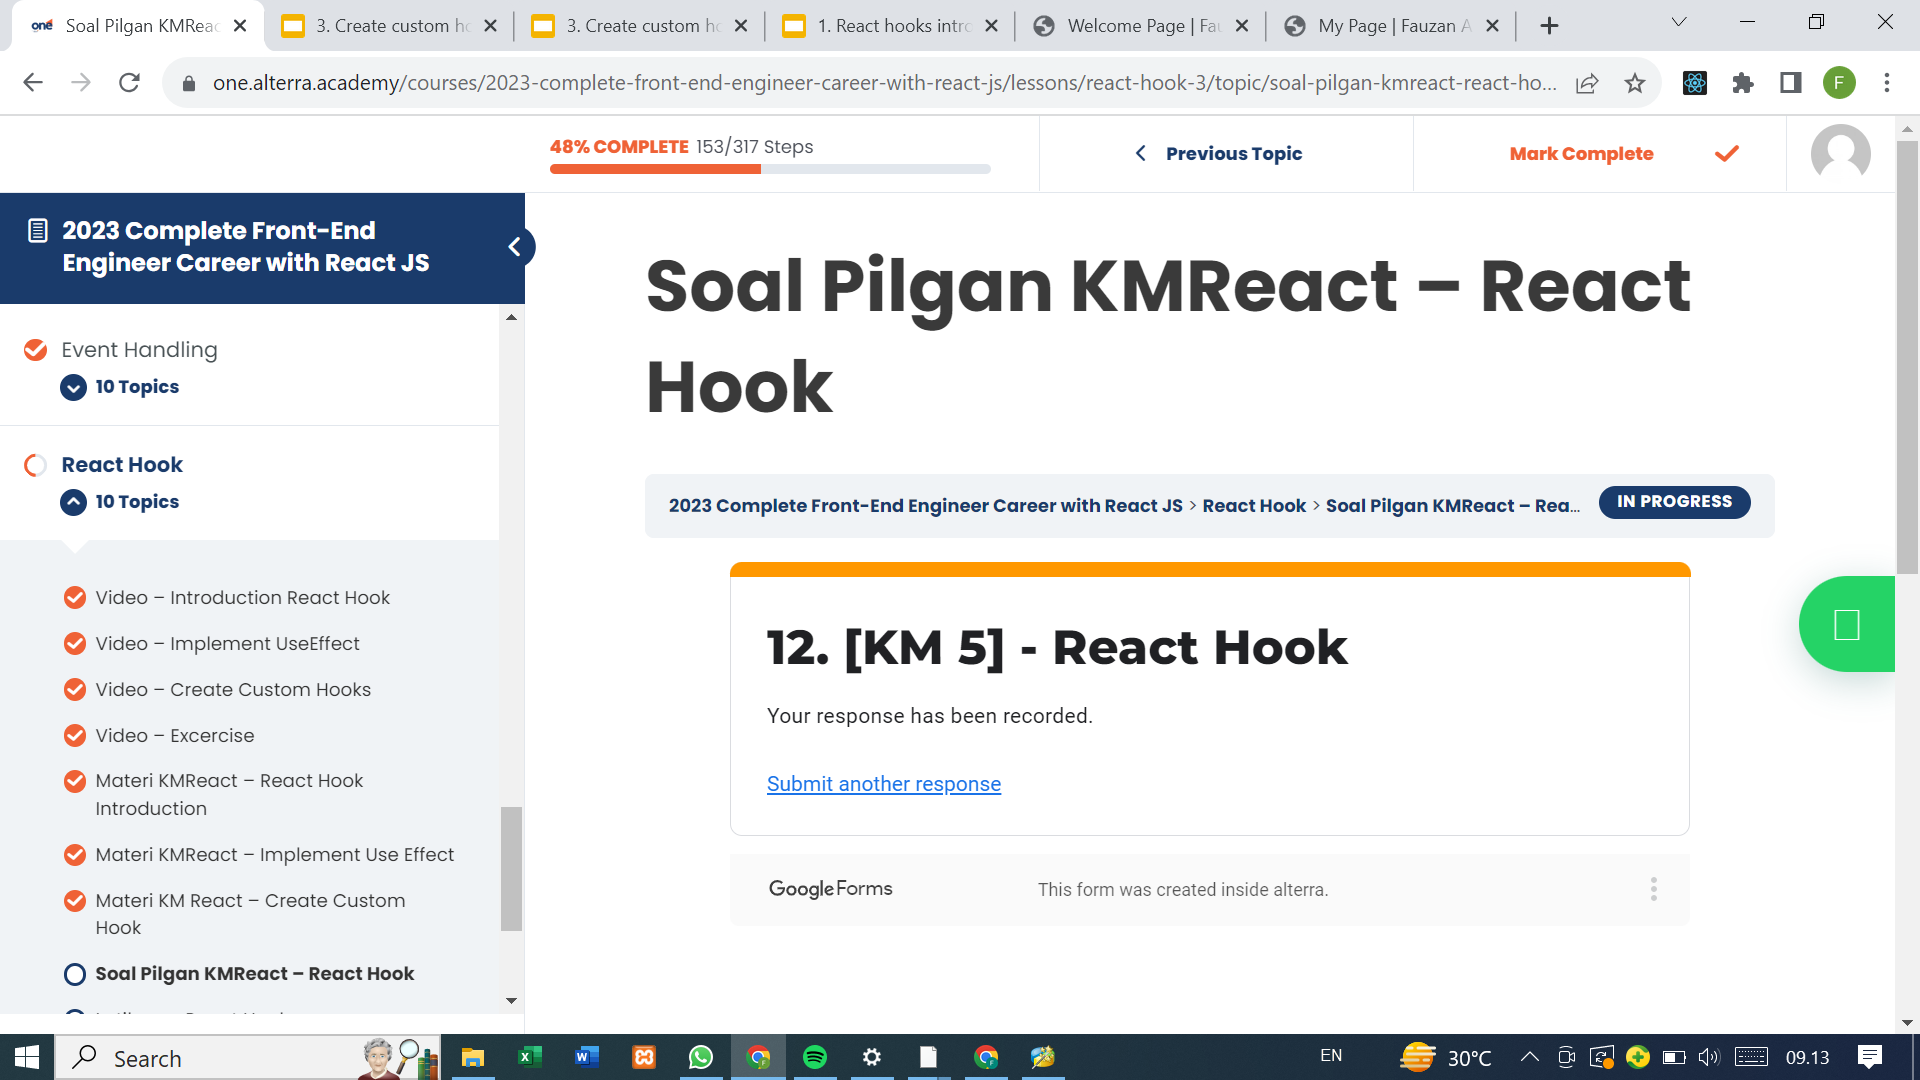 one Soal Pilgan KMReac
3. Create custom ho
3. Create custom ho
1. React hooks intro
Welcome Page | Fau
My Page | Fauzan A
one.alterra.academy/courses/2023-complete-front-end-engineer-career-with-react-js/lessons/react-hook-3/topic/soal-pilgan-kmreact-react-ho...
F
48% COMPLETE 153/317 Steps
Previous Topic
Mark Complete
2023 Complete Front-End
Engineer Career with React JS
Event Handling
10 Topics
React Hook
10 Topics
Video – Introduction React Hook
Video – Implement UseEffect
Video – Create Custom Hooks
Video – Excercise
Materi KMReact – React Hook
Introduction
Materi KMReact – Implement Use Effect
Materi KM React – Create Custom
Hook
Soal Pilgan KMReact – React Hook
Soal Pilgan KMReact – React
Hook
2023 Complete Front-End Engineer Career with React JS > React Hook > Soal Pilgan KMReact – Rea...
IN PROGRESS
12. [KM 5] - React Hook
Your response has been recorded.
Submit another response
Google Forms
This form was created inside alterra.
Search
EN
30°C
09.13